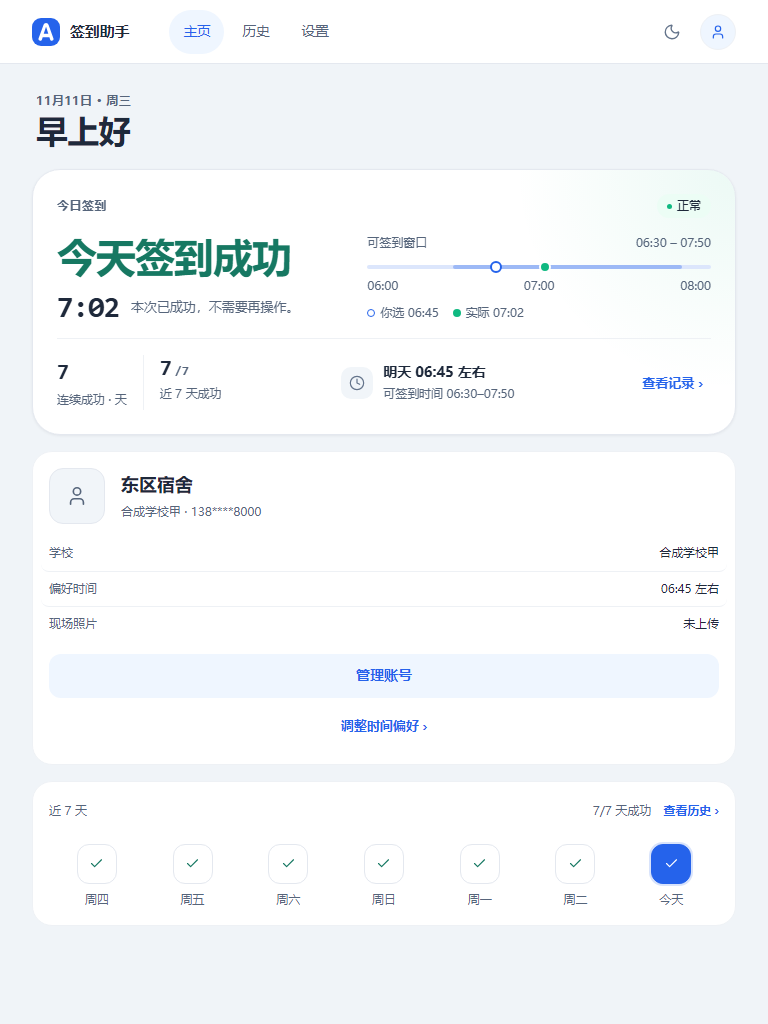 A 签到助手 主页 历史 设置
11月11日 • 周三
早上好
今日签到 正常
今天签到成功
7:02 本次已成功，不需要再操作。
可签到窗口 06:30 – 07:50
06:00 07:00 08:00
你选 06:45 实际 07:02
7
连续成功 · 天
7 /7
近 7 天成功
明天 06:45 左右
可签到时间 06:30–07:50
查看记录 ›
东区宿舍
合成学校甲 · 138****8000
学校 合成学校甲
偏好时间 06:45 左右
现场照片 未上传
管理账号
调整时间偏好 ›
近 7 天 7/7 天成功 查看历史 ›
周四 周五 周六 周日 周一 周二 今天